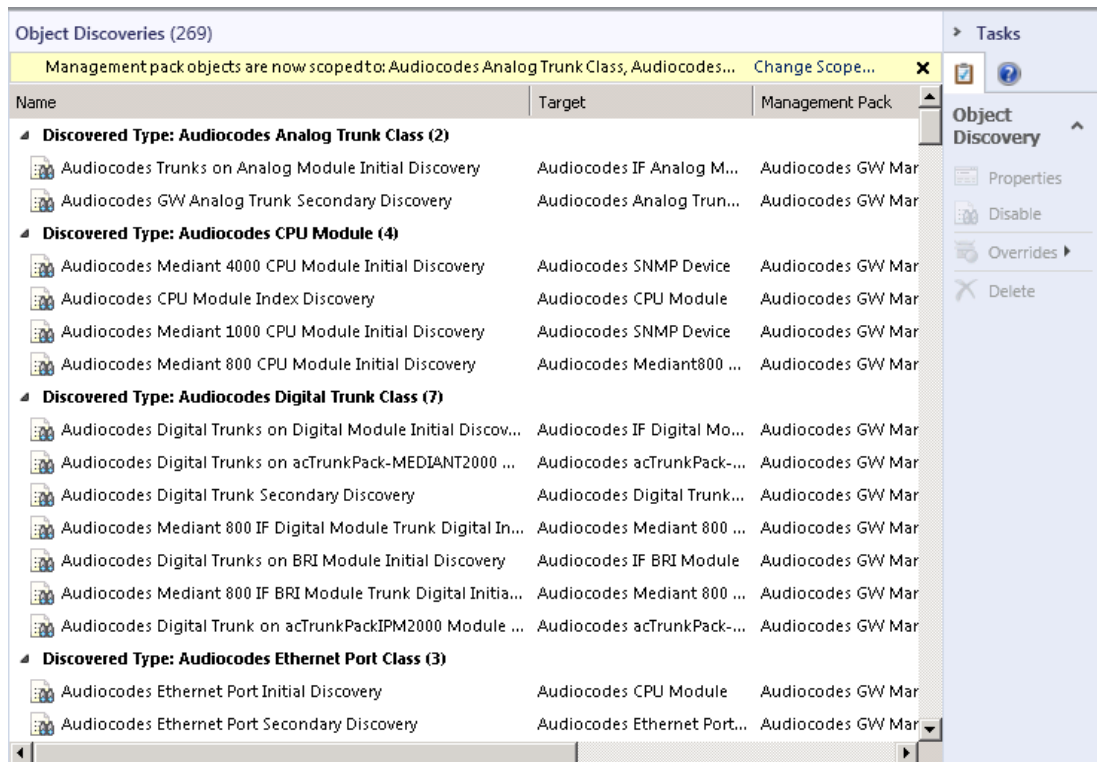 Object Discoveries (269)
Management pack objects are now scoped to: Audiocodes Analog Trunk Class, Audiocodes... Change Scope...
Name Target Management Pack
Discovered Type: Audiocodes Analog Trunk Class (2)
Audiocodes Trunks on Analog Module Initial Discovery Audiocodes IF Analog M... Audiocodes GW Mar
Audiocodes GW Analog Trunk Secondary Discovery Audiocodes Analog Trun... Audiocodes GW Mar
Discovered Type: Audiocodes CPU Module (4)
Audiocodes Mediant 4000 CPU Module Initial Discovery Audiocodes SNMP Device Audiocodes GW Mar
Audiocodes CPU Module Index Discovery Audiocodes CPU Module Audiocodes GW Mar
Audiocodes Mediant 1000 CPU Module Initial Discovery Audiocodes SNMP Device Audiocodes GW Mar
Audiocodes Mediant 800 CPU Module Initial Discovery Audiocodes Mediant800 ... Audiocodes GW Mar
Discovered Type: Audiocodes Digital Trunk Class (7)
Audiocodes Digital Trunks on Digital Module Initial Discov... Audiocodes IF Digital Mo... Audiocodes GW Mar
Audiocodes Digital Trunks on acTrunkPack-MEDIANT2000 ... Audiocodes acTrunkPack-... Audiocodes GW Mar
Audiocodes Digital Trunk Secondary Discovery Audiocodes Digital Trunk... Audiocodes GW Mar
Audiocodes Mediant 800 IF Digital Module Trunk Digital In... Audiocodes Mediant 800 ... Audiocodes GW Mar
Audiocodes Digital Trunks on BRI Module Initial Discovery Audiocodes IF BRI Module Audiocodes GW Mar
Audiocodes Mediant 800 IF BRI Module Trunk Digital Initia... Audiocodes Mediant 800 ... Audiocodes GW Mar
Audiocodes Digital Trunk on acTrunkPackIPM2000 Module ... Audiocodes acTrunkPack-... Audiocodes GW Mar
Discovered Type: Audiocodes Ethernet Port Class (3)
Audiocodes Ethernet Port Initial Discovery Audiocodes CPU Module Audiocodes GW Mar
Audiocodes Ethernet Port Secondary Discovery Audiocodes Ethernet Port... Audiocodes GW Mar
Tasks
Object
Discovery
Properties
Disable
Overrides
Delete